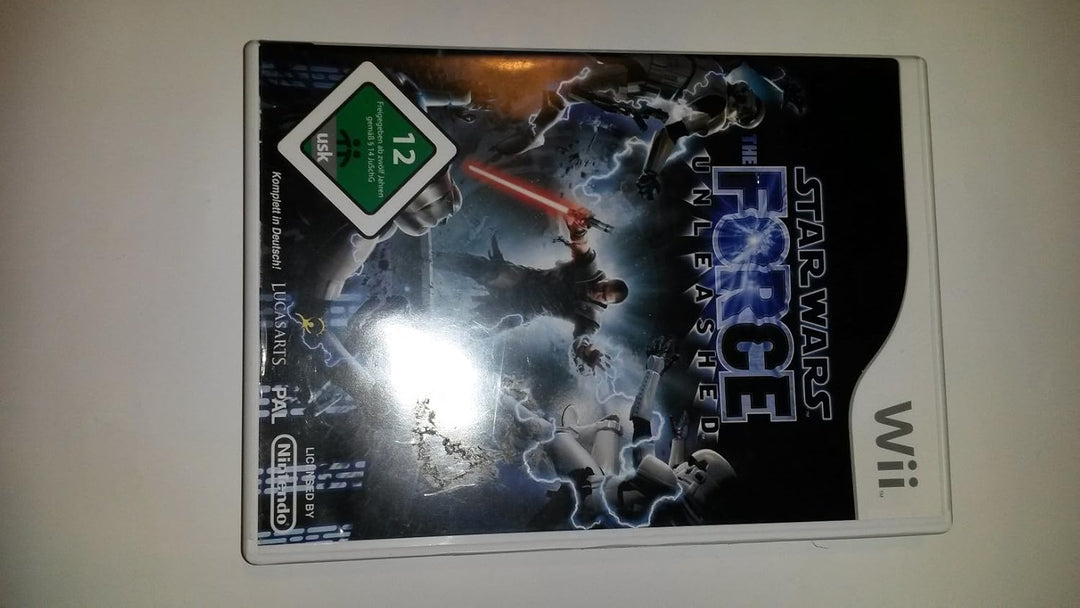 Wii™
STAR WARS
THE
FORCE
UNLEASHED
12
Freigegeben ab zwölf Jahren
gemäß § 14 JuSchG
usk
Komplett in Deutsch!
LUCASARTS
PAL
LICENSED BY
Nintendo